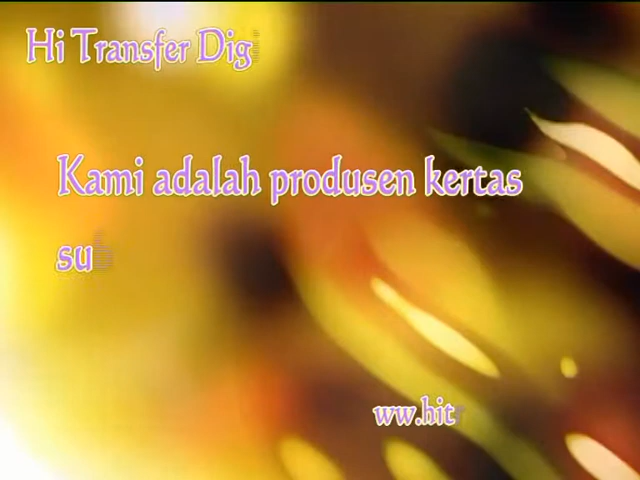 Hi Transfer Dig
Kami adalah produsen kertas
su
ww.hit